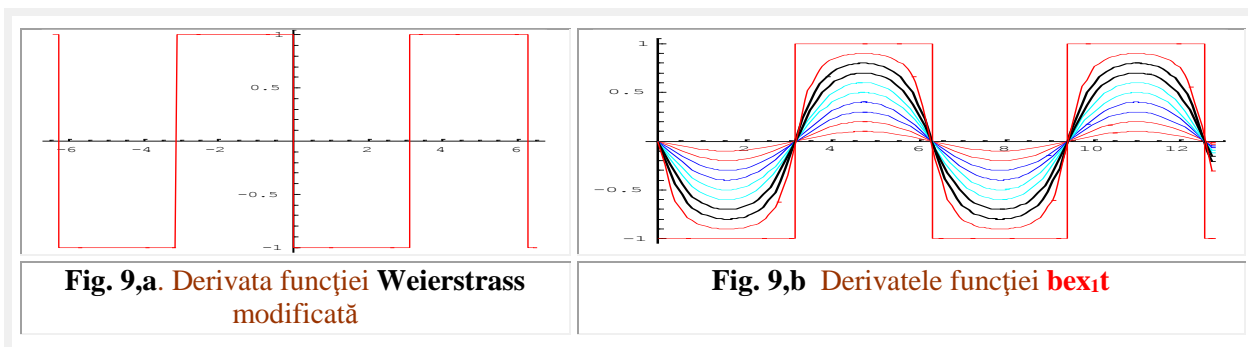 1
0.5
-6 -4 -2 2 4 6
-0.5
-1
1
0.5
2 4 6 8 10 12
-0.5
-1
Fig. 9,a. Derivata funcţiei Weierstrass
modificată
Fig. 9,b Derivatele funcţiei bex₁t